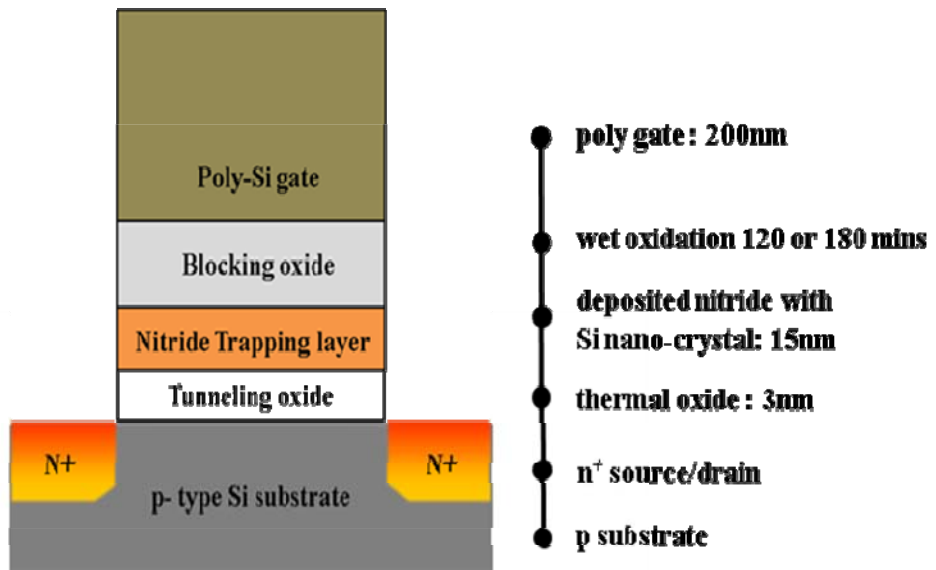 Poly-Si gate
Blocking oxide
Nitride Trapping layer
Tunneling oxide
N+
N+
p- type Si substrate
poly gate : 200nm
wet oxidation 120 or 180 mins
deposited nitride with
Si nano-crystal: 15nm
thermal oxide : 3nm
n⁺ source/drain
p substrate